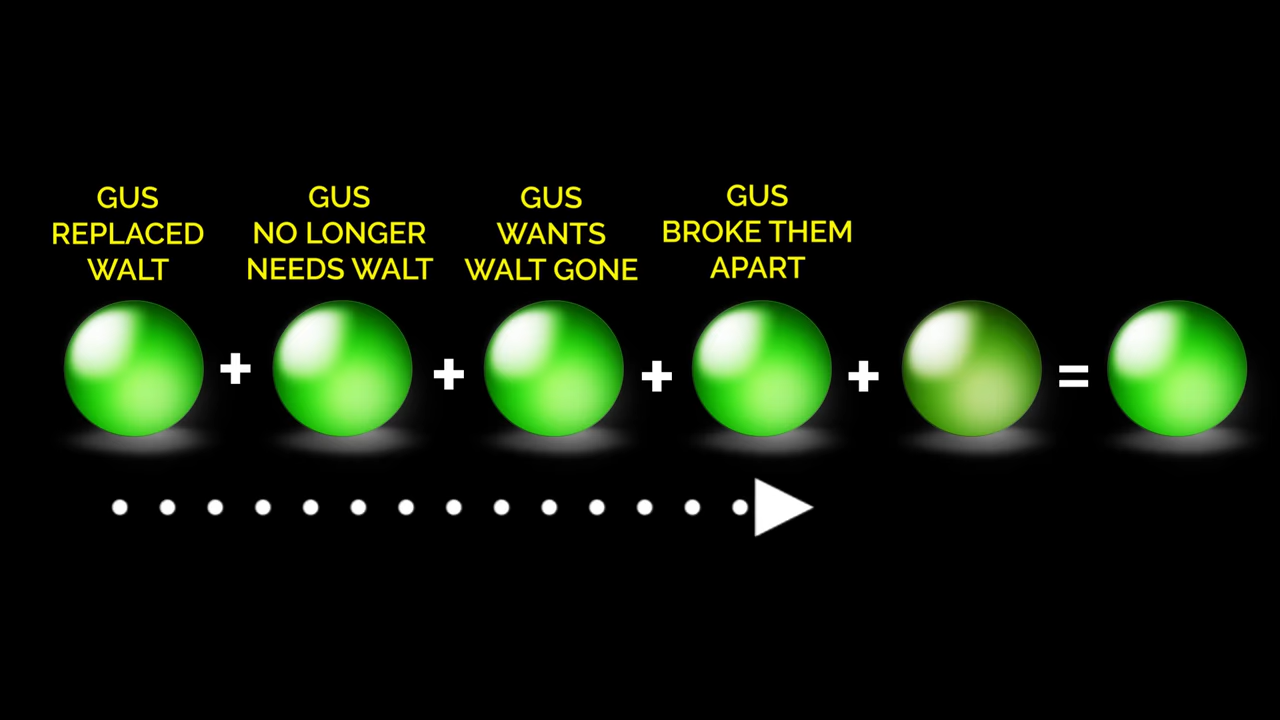 GUS
REPLACED
WALT
GUS
NO LONGER
NEEDS WALT
GUS
WANTS
WALT GONE
GUS
BROKE THEM
APART
+ + + + =